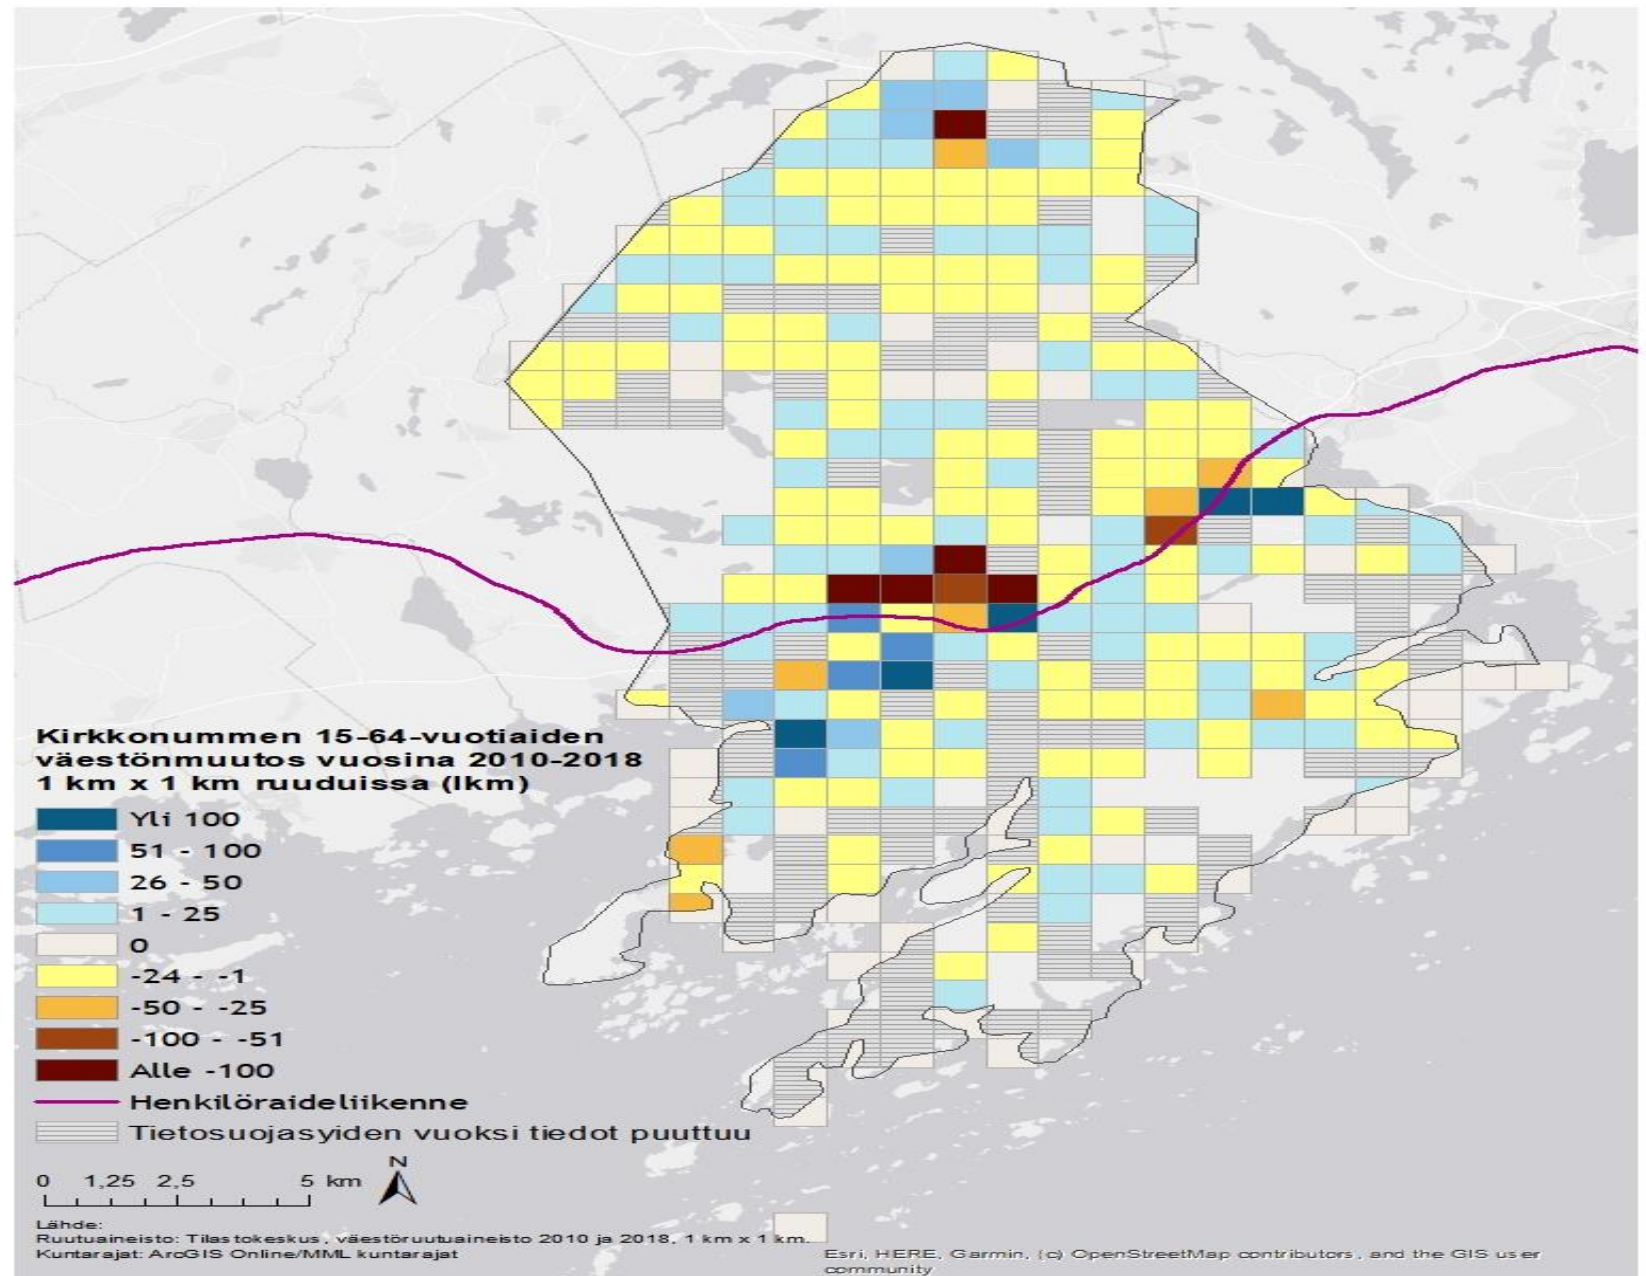 Kirkkonummen 15-64-vuotiaiden
väestönmuutos vuosina 2010-2018
1 km x 1 km ruuduissa (lkm)
Yli 100
51 - 100
26 - 50
1 - 25
0
-24 - -1
-50 - -25
-100 - -51
Alle -100
Henkilöraideliikenne
Tietosuojasyiden vuoksi tiedot puuttuu
N
0 1,25 2,5 5 km
Lähde:
Ruutuaineisto: Tilastokeskus, väestöruutuaineisto 2010 ja 2018, 1 km x 1 km.
Kuntarajat: ArcGIS Online/MML kuntarajat
Esri, HERE, Garmin, (c) OpenStreetMap contributors, and the GIS user
community